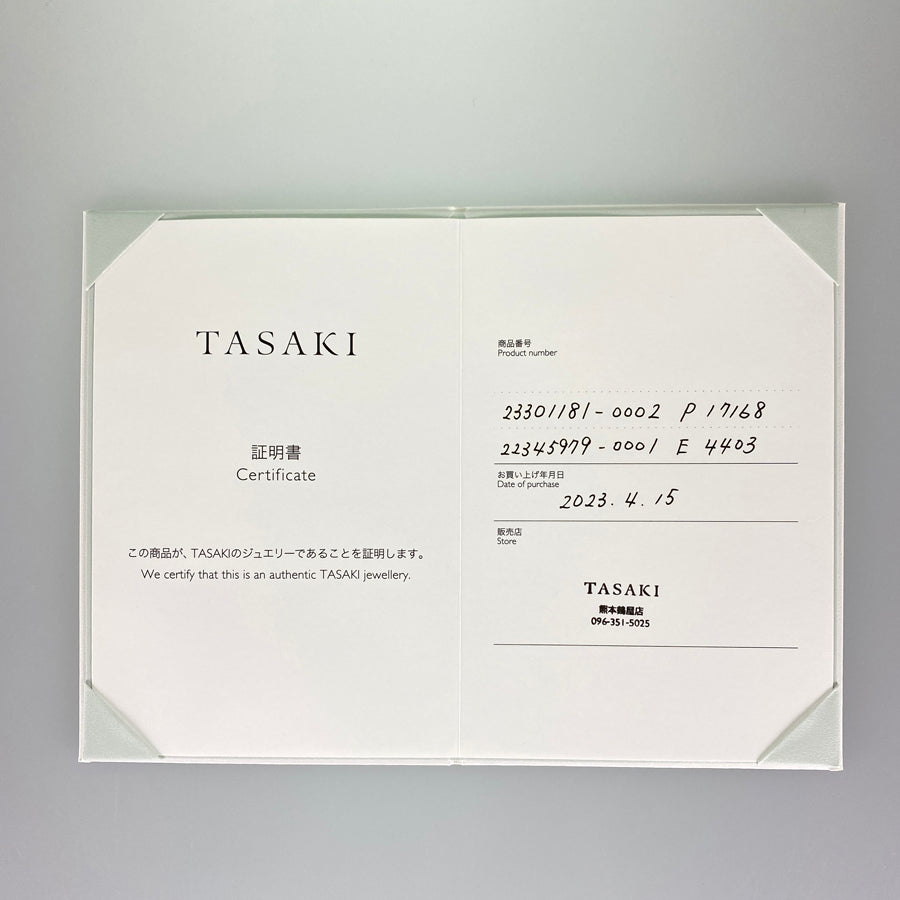 TASAKI
証明書
Certificate
この商品が、TASAKIのジュエリーであることを証明します。
We certify that this is an authentic TASAKI jewellery.
商品番号
Product number
23301181-0002 P 17168
22345979-0001 E 4403
お買い上げ年月日
Date of purchase
2023.4.15
販売店
Store
TASAKI
熊本鶴屋店
096-351-5025